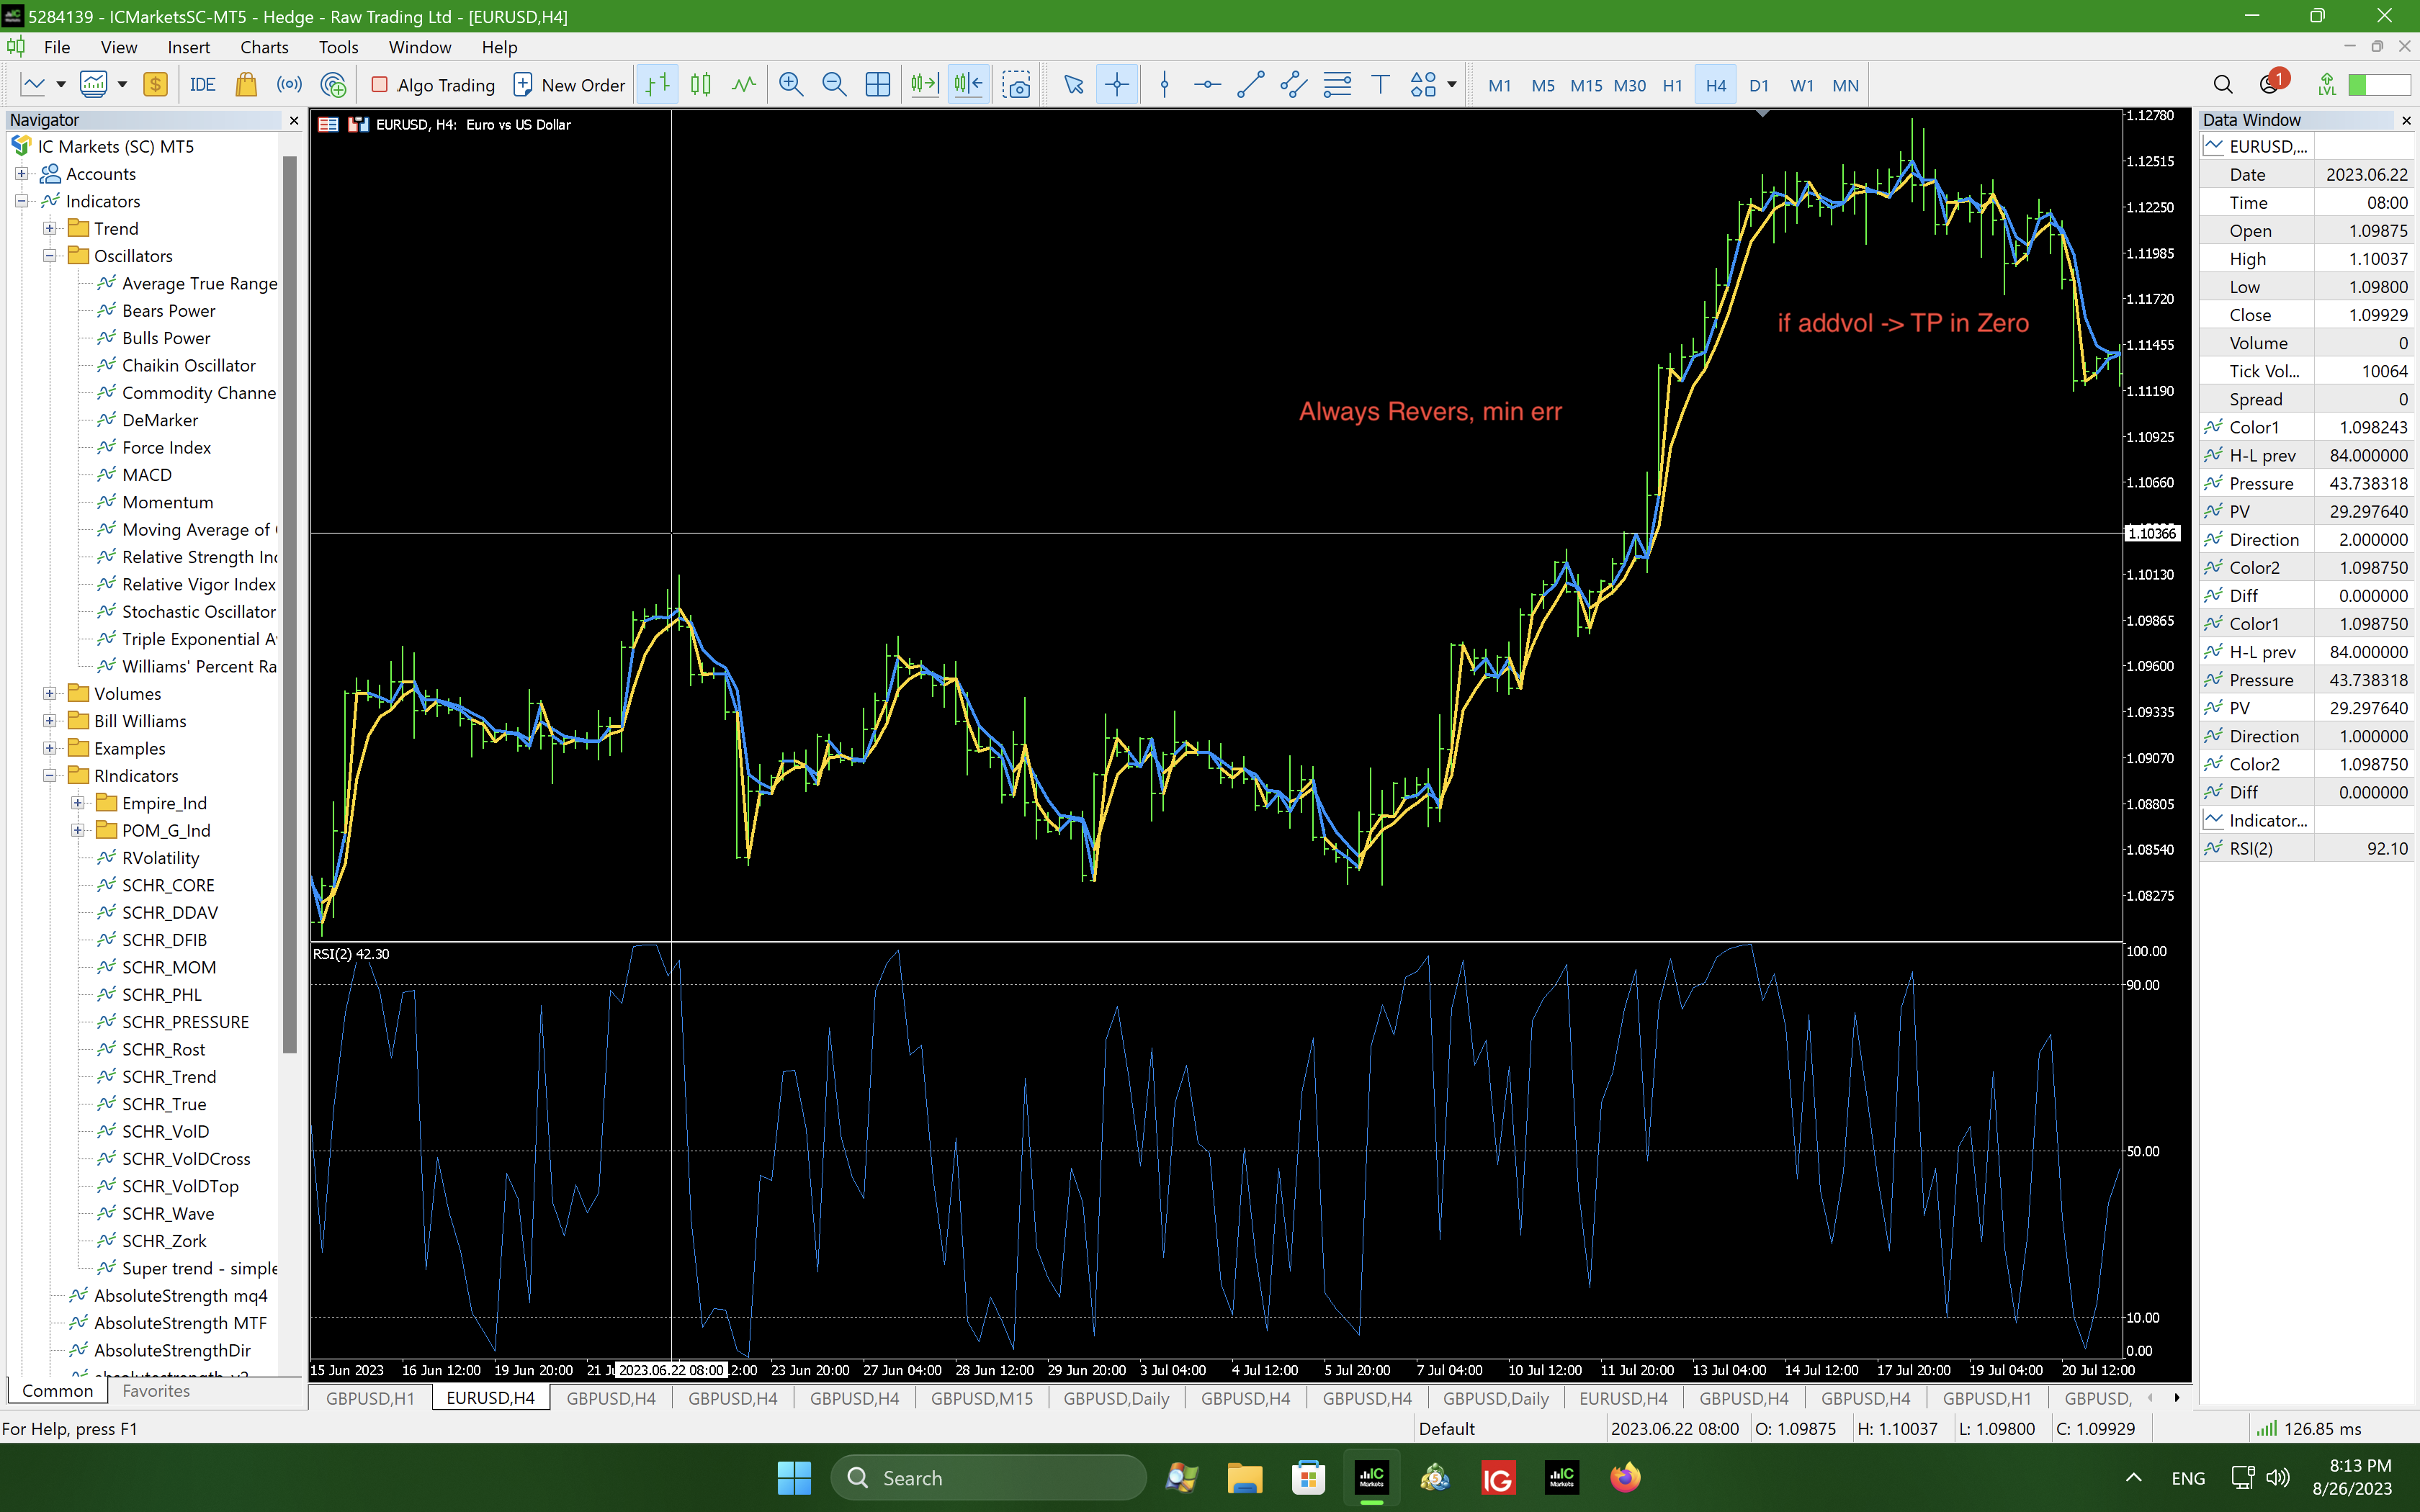 5284139 - ICMarketsSC-MT5 - Hedge - Raw Trading Ltd - [EURUSD,H4]
File View Insert Charts Tools Window Help
IDE Algo Trading New Order T M1 M5 M15 M30 H1 H4 D1 W1 MN 1 LVL
Navigator
IC Markets (SC) MT5
Accounts
Indicators
Trend
Oscillators
Average True Range
Bears Power
Bulls Power
Chaikin Oscillator
Commodity Channe
DeMarker
Force Index
MACD
Momentum
Moving Average of
Relative Strength Ind
Relative Vigor Index
Stochastic Oscillator
Triple Exponential A
Williams' Percent Ra
Volumes
Bill Williams
Examples
RIndicators
Empire_Ind
POM_G_Ind
RVolatility
SCHR_CORE
SCHR_DDAV
SCHR_DFIB
SCHR_MOM
SCHR_PHL
SCHR_PRESSURE
SCHR_Rost
SCHR_Trend
SCHR_True
SCHR_VolD
SCHR_VolDCross
SCHR_VolDTop
SCHR_Wave
SCHR_Zork
Super trend - simple
AbsoluteStrength mq4
AbsoluteStrength MTF
AbsoluteStrengthDir
Common Favorites
EURUSD, H4: Euro vs US Dollar
if addvol -> TP in Zero
Always Revers, min err
1.12780
1.12515
1.12250
1.11985
1.11720
1.11455
1.11190
1.10925
1.10660
1.10366
1.10130
1.09865
1.09600
1.09335
1.09070
1.08805
1.08540
1.08275
RSI(2) 42.30
100.00
90.00
50.00
10.00
0.00
15 Jun 2023 16 Jun 12:00 19 Jun 20:00 21 Ju 2023.06.22 08:00 12:00 23 Jun 20:00 27 Jun 04:00 28 Jun 12:00 29 Jun 20:00 3 Jul 04:00 4 Jul 12:00 5 Jul 20:00 7 Jul 04:00 10 Jul 12:00 11 Jul 20:00 13 Jul 04:00 14 Jul 12:00 17 Jul 20:00 19 Jul 04:00 20 Jul 12:00
GBPUSD,H1 EURUSD,H4 GBPUSD,H4 GBPUSD,H4 GBPUSD,H4 GBPUSD,M15 GBPUSD,Daily GBPUSD,H4 GBPUSD,H4 GBPUSD,Daily EURUSD,H4 GBPUSD,H4 GBPUSD,H4 GBPUSD,H1 GBPUSD,
Data Window
EURUSD,...
Date 2023.06.22
Time 08:00
Open 1.09875
High 1.10037
Low 1.09800
Close 1.09929
Volume 0
Tick Vol... 10064
Spread 0
Color1 1.098243
H-L prev 84.000000
Pressure 43.738318
PV 29.297640
Direction 2.000000
Color2 1.098750
Diff 0.000000
Color1 1.098750
H-L prev 84.000000
Pressure 43.738318
PV 29.297640
Direction 1.000000
Color2 1.098750
Diff 0.000000
Indicator...
RSI(2) 92.10
For Help, press F1 Default 2023.06.22 08:00 O: 1.09875 H: 1.10037 L: 1.09800 C: 1.09929 126.85 ms
Search IC Markets IG IC Markets ENG 8:13 PM
8/26/2023